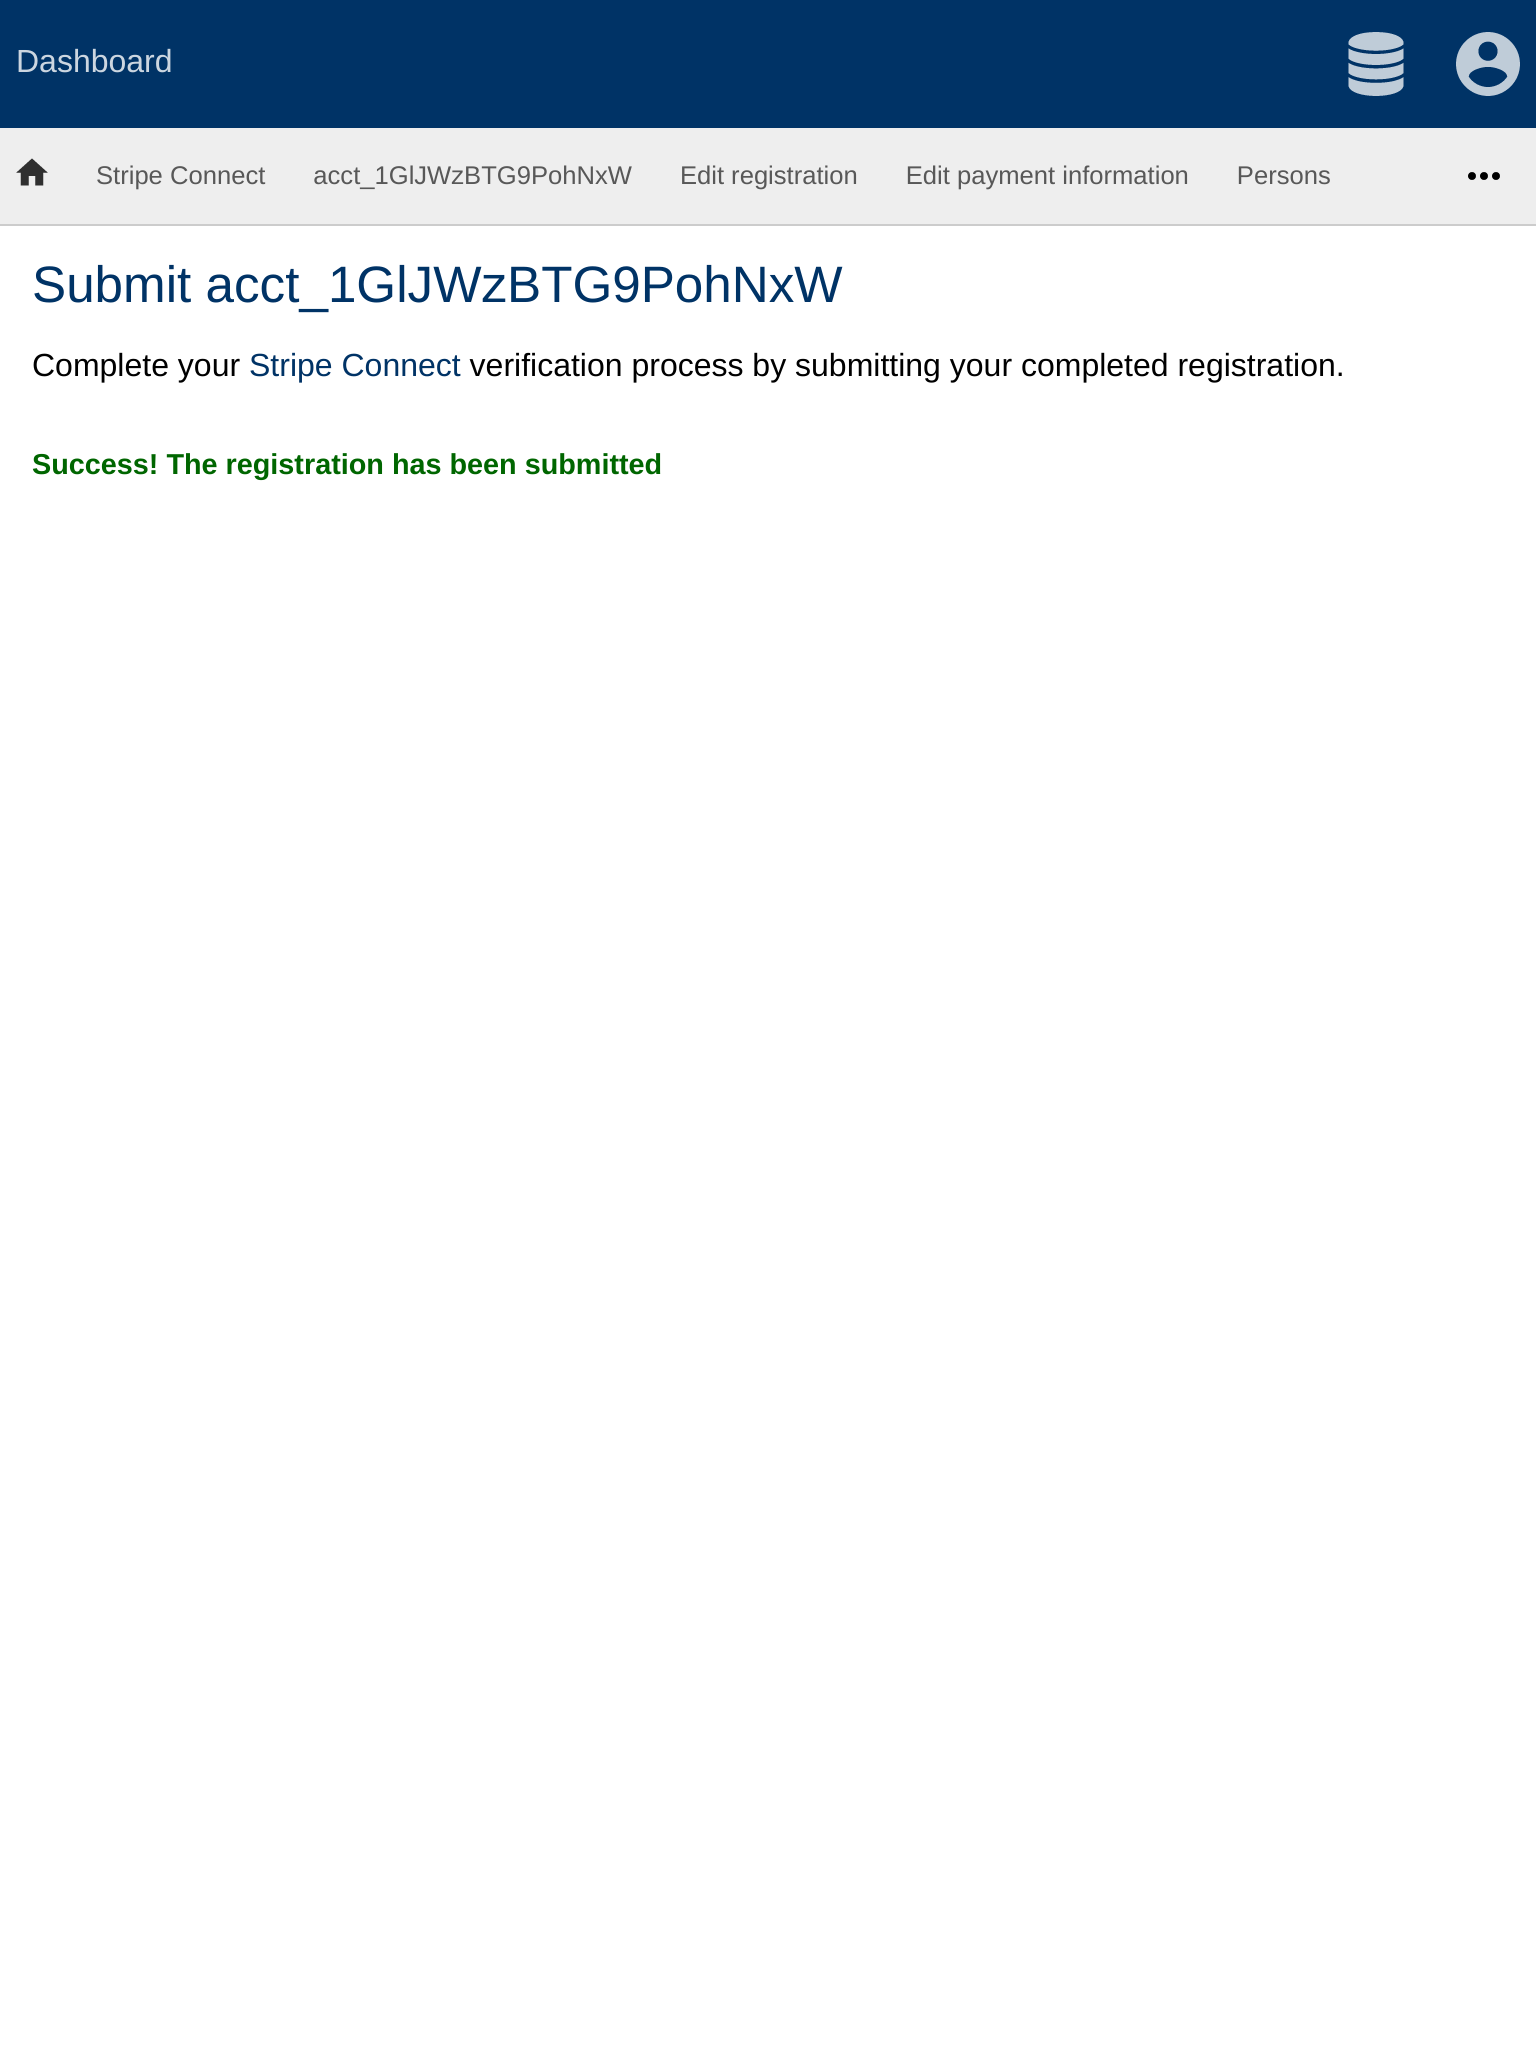 Dashboard
Stripe Connect acct_1GlJWzBTG9PohNxW Edit registration Edit payment information Persons
Submit acct_1GlJWzBTG9PohNxW
Complete your Stripe Connect verification process by submitting your completed registration.
Success! The registration has been submitted